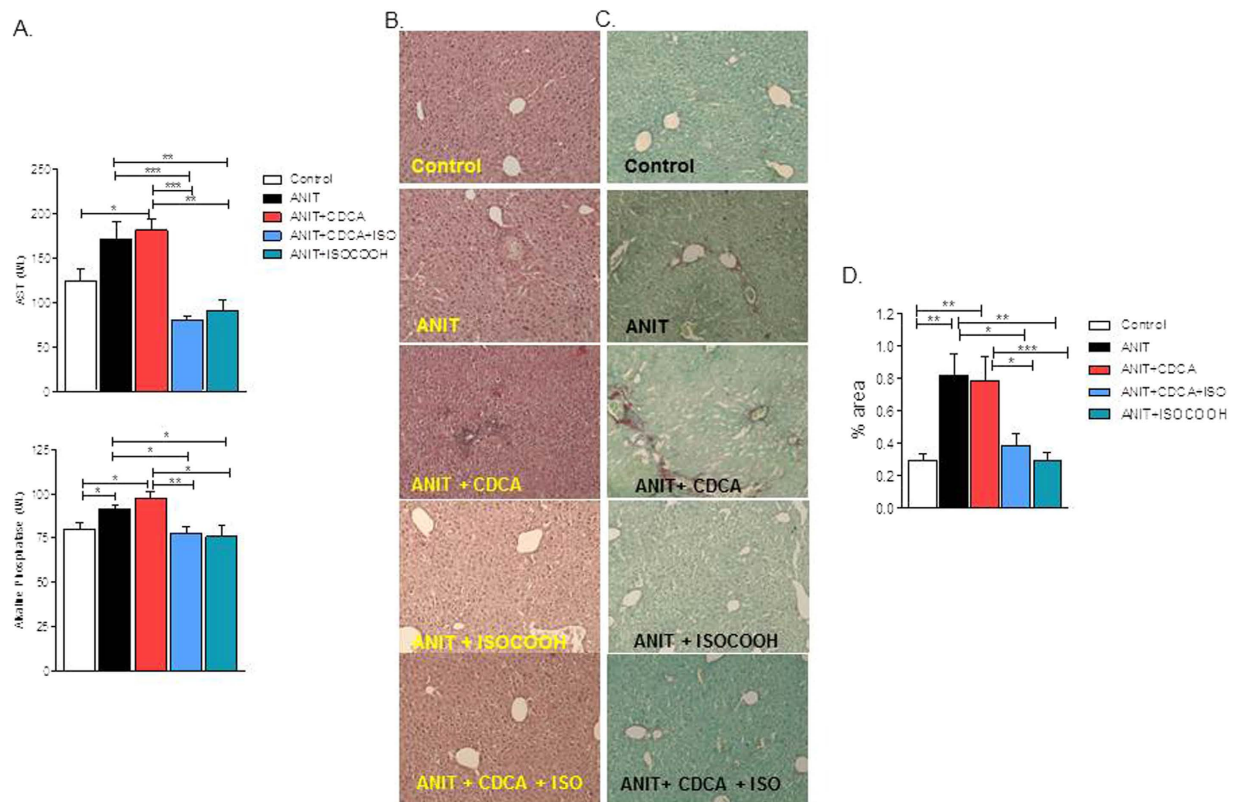 A.
250
200
150
100
50
0
AST (U/L)
*
***
**
***
**
Control
ANIT
ANIT+CDCA
ANIT+CDCA+ISO
ANIT+ISOCOOH
125
100
75
50
25
0
Alkaline Phosphatase (U/L)
*
*
*
*
*
**
B.
Control
ANIT
ANIT + CDCA
ANIT + ISOCOOH
ANIT + CDCA + ISO
C.
Control
ANIT
ANIT+ CDCA
ANIT + ISOCOOH
ANIT+ CDCA + ISO
D.
1.2
1.0
0.8
0.6
0.4
0.2
0.0
% area
**
**
**
*
***
*
Control
ANIT
ANIT+CDCA
ANIT+CDCA+ISO
ANIT+ISOCOOH